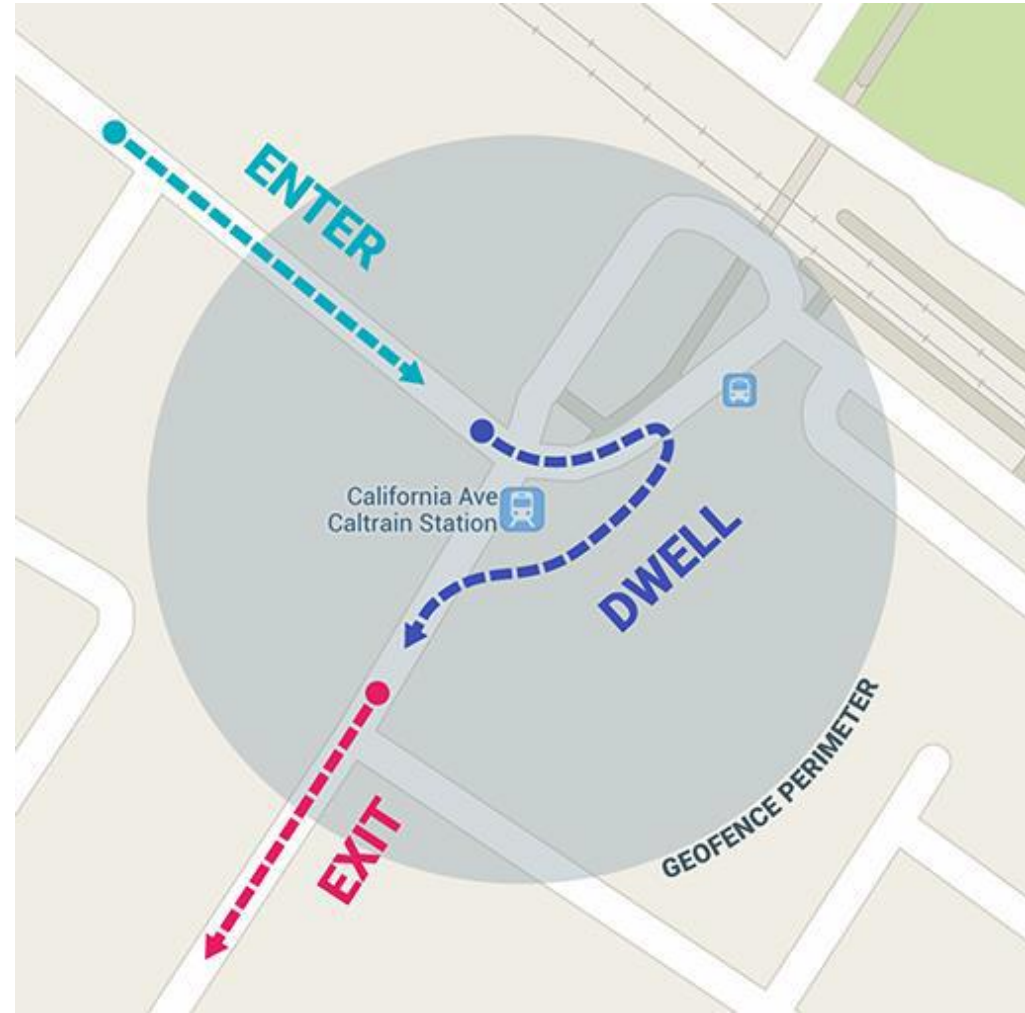 ENTER
California Ave
Caltrain Station
DWELL
GEOFENCE PERIMETER
EXIT